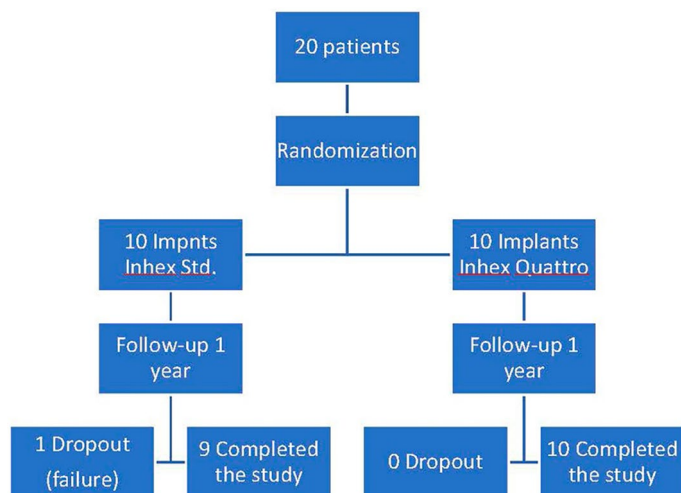 20 patients
Randomization
10 Impnts
Inhex Std.
10 Implants
Inhex Quattro
Follow-up 1
year
Follow-up 1
year
1 Dropout
(failure)
9 Completed
the study
0 Dropout
10 Completed
the study